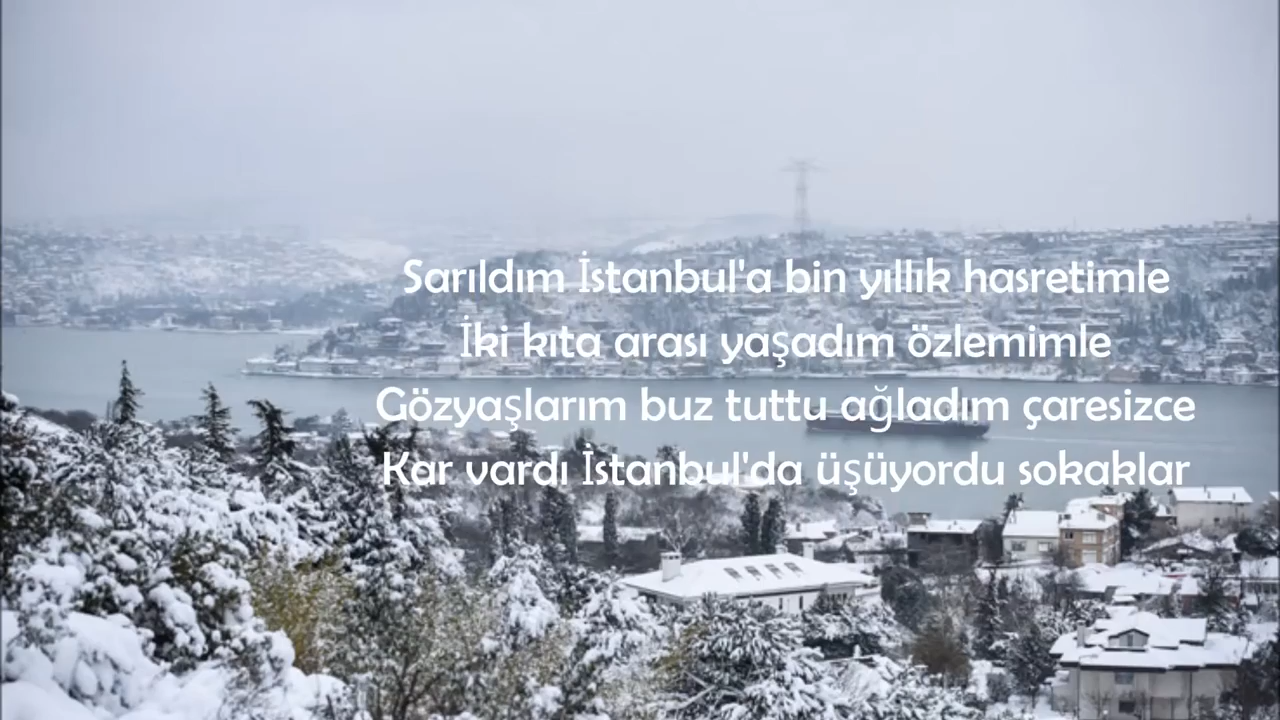 Sarıldım İstanbul'a bin yıllık hasretimle
İki kıta arası yaşadım özlemimle
Gözyaşlarım buz tuttu ağladım çaresizce
Kar vardı İstanbul'da üşüyordu sokaklar